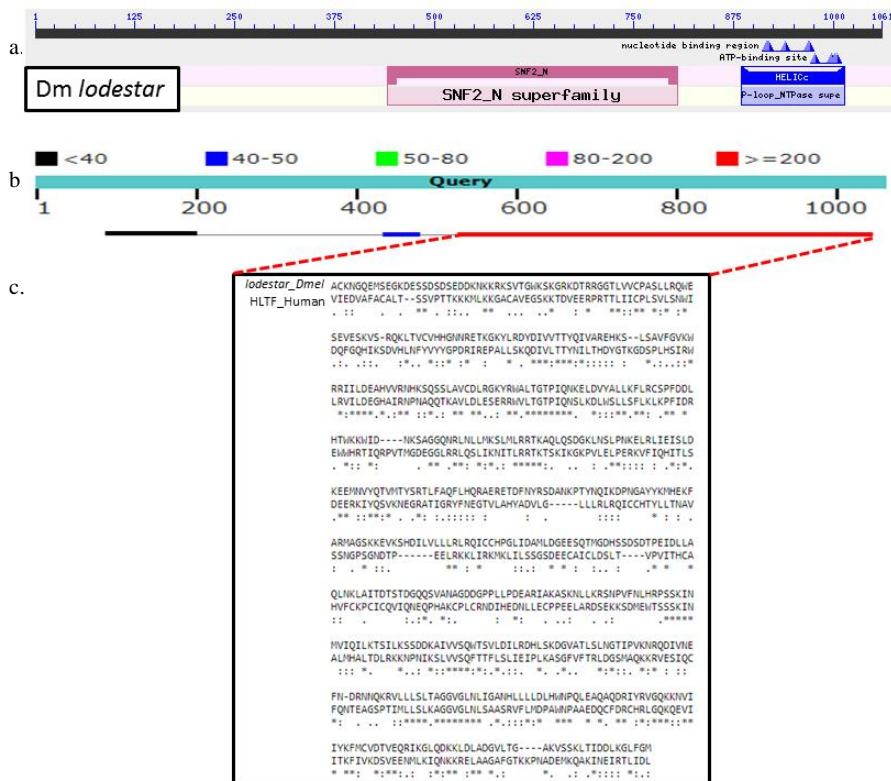 1 125 250 375 500 625 750 875 1000 1061
a.
nucleotide binding region
ATP-binding site
SNF2_N
HELICc
Dm lodestar
SNF2_N superfamily
P-loop_NTPase supe
<40 40-50 50-80 80-200 >=200
b
Query
1 200 400 600 800 1000
c.
lodestar_Dmel ACKNGQEMSEGKDESSDSDSEDDKNKKRKSVTGWKSKGRKDTRRGGTLVVCPASLLRQWE
HLTF_Human VIEDVAFACALT--SSVPTTKKKMLKKGACAVEGSKKTDVEERPRTTLIICPLSVLSNWI
SEVESKVS-RQKLTVCVHHGNNRETKGKYLRDYDIVVTTYQIVAREHKS--LSAVFGVKW
DQFGQHIKSDVHLNFYVYYGPDRIREPALLSKQDIVLTTYNILTHDYGTKGDSPLHSIRW
RRIILDEAHVVRNHKSQSSLAVCDLRGKYRWALTGTPIQNKELDVYALLKFLRCSPFDDL
LRVILDEGHAIRNPNAQQTKAVLDLESERRWVLTGTPIQNSLKDLWSLLSFLKLKPFIDR
HTWKKWID----NKSAGGQNRLNLLMKSLMLRRTKAQLQSDGKLNSLPNKELRLIEISLD
EWWHRTIQRPVTMGDEGGLRRLQSLIKNITLRRTKTSKIKGKPVLELPERKVFIQHITLS
KEEMNVYQTVMTYSRTLFAQFLHQRAERETDFNYRSDANKPTYNQIKDPNGAYYKMHEKF
DEERKIYQSVKNEGRATIGRYFNEGTVLAHYADVLG-----LLLRLRQICCHTYLLTNAV
ARMAGSKKEVKSHDILVLLLRLRQICCHPGLIDAMLDGEESQTMGDHSSDSDTPEIDLLA
SSNGPSGNDTP------EELRKKLIRKMKLILSSGSDEECAICLDSLT----VPVITHCA
QLNKLAITDTSTDGQQSVANAGDDGPPLLPDEARIAKASKNLLKRSNPVFNLHRPSSKIN
HVFCKPCICQVIQNEQPHAKCPLCRNDIHEDNLLECPPEELARDSEKKSDMEWTSSSKIN
MVIQILKTSILKSSDDKAIVVSQWTSVLDILRDHLSKDGVATLSLNGTIPVKNRQDIVNE
ALMHALTDLRKKNPNIKSLVVSQFTTFLSLIEIPLKASGFVFTRLDGSMAQKKRVESIQC
FN-DRNNQKRVLLLSLTAGGVGLNLIGANHLLLLDLHWNPQLEAQAQDRIYRVGQKKNVI
FQNTEAGSPTIMLLSLKAGGVGLNLSAASRVFLMDPAWNPAAEDQCFDRCHRLGQKQEVI
IYKFMCVDTVEQRIKGLQDKKLDLADGVLTG----AKVSSKLTIDDLKGLFGM
ITKFIVKDSVEENMLKIQNKKRELAAGAFGTKKPNADEMKQAKINEIRTLIDL